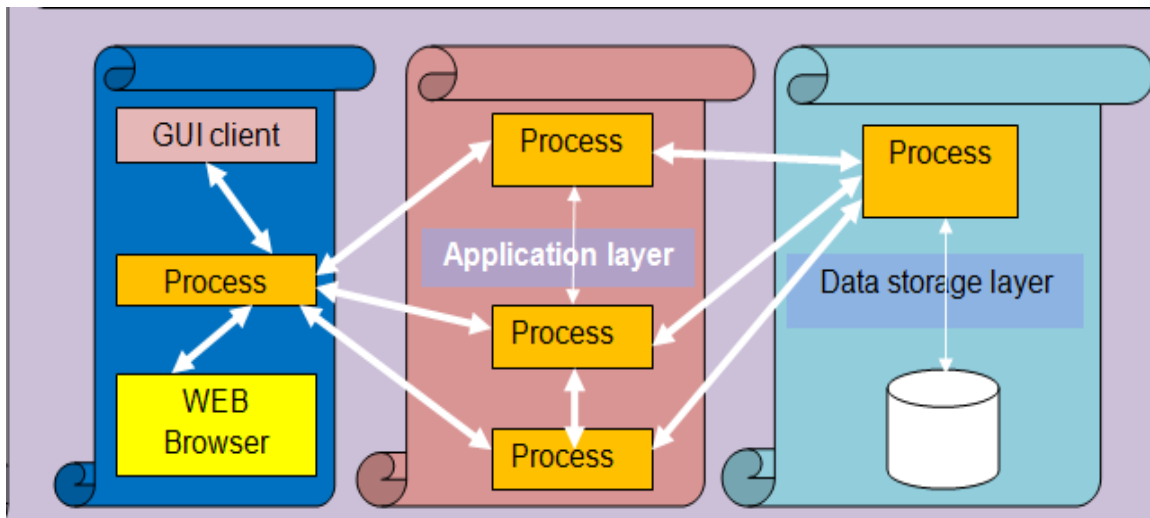 GUI client
Process
WEB
Browser
Process
Application layer
Process
Process
Process
Data storage layer